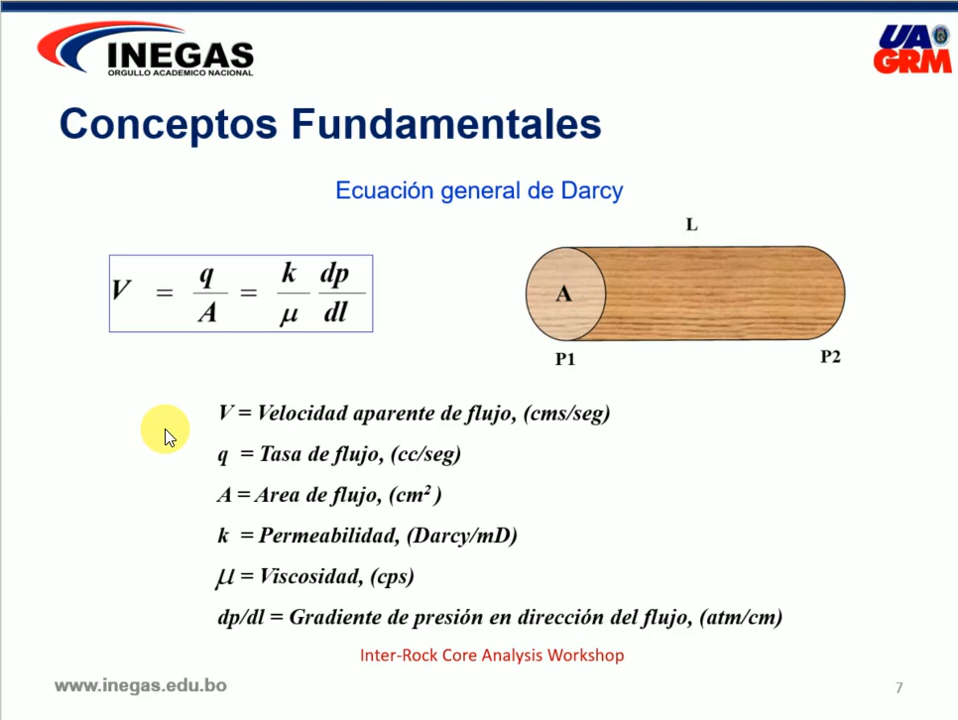 INEGAS
ORGULLO ACADEMICO NACIONAL
UAGRM
Conceptos Fundamentales
Ecuación general de Darcy
V = q/A = k/μ dp/dl
L
A
P1
P2
V = Velocidad aparente de flujo, (cms/seg)
q = Tasa de flujo, (cc/seg)
A = Area de flujo, (cm²)
k = Permeabilidad, (Darcy/mD)
μ = Viscosidad, (cps)
dp/dl = Gradiente de presión en dirección del flujo, (atm/cm)
Inter-Rock Core Analysis Workshop
www.inegas.edu.bo
7